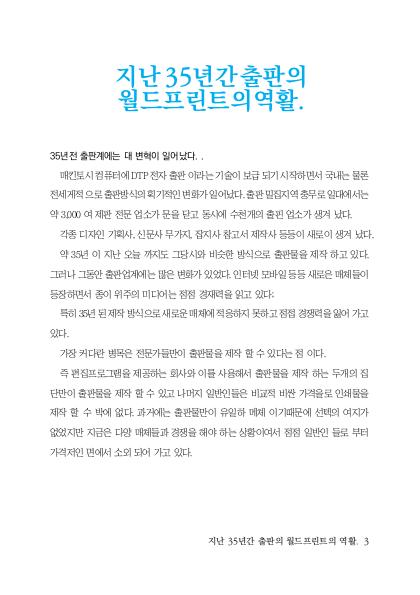 지난 35년간 출판의
월드프린트의역활.
35년전 출판계에는 대 변혁이 일어났다. .
매킨토시 컴퓨터에 DTP 전자 출판 이라는 기술이 보급 되기 시작하면서 국내는 물론
전세계적 으로 출방방식의 획기적인 변화가 일어났다. 출판 밀집지역 충무로 일대에서는
약 3,000 여 제판 전문 업소가 문을 닫고 동시에 수천개의 출핀 업소가 생겨 났다.
각종 디자인 기획사, 신문사 무가지, 잡지사 참고서 제작사 등등이 새로이 생겨 났다.
약 35년 이 지난 오늘 까지도 그당시와 비슷한 방식으로 출판물을 제작 하고 있다.
그러나 그동안 출판업계에는 많은 변화가 있었다. 인터넷 모바일 등등 새로은 매체들이
등장하면서 종이 위주의 미디어는 점점 경재력을 읽고 있다;
특히 35년 된 제작 방식으로 새로운 매체에 적응하지 못하고 점점 경쟁력을 잃어 가고
있다.
가장 커다란 병목은 전문가들만이 출판물을 제작 할 수 있다는 점 이다.
즉 편집프로그램을 제공하는 회사와 이를 사용해서 출판물을 제작 하는 두개의 집
단만이 출판물을 제작 할 수 있고 나머지 일반인들은 비교적 비싼 가격을로 인쇄물을
제작 할 수 박에 없다. 과거에는 출판물만이 유일하 메체 이기때문에 선택의 여지가
없었지만 지금은 다양 매체들과 경쟁을 해야 하는 상황이여서 점점 일반인 들로 부터
가격저인 면에서 소외 되어 가고 있다.
지난 35년간 출판의 월드프린트의 역활. 3